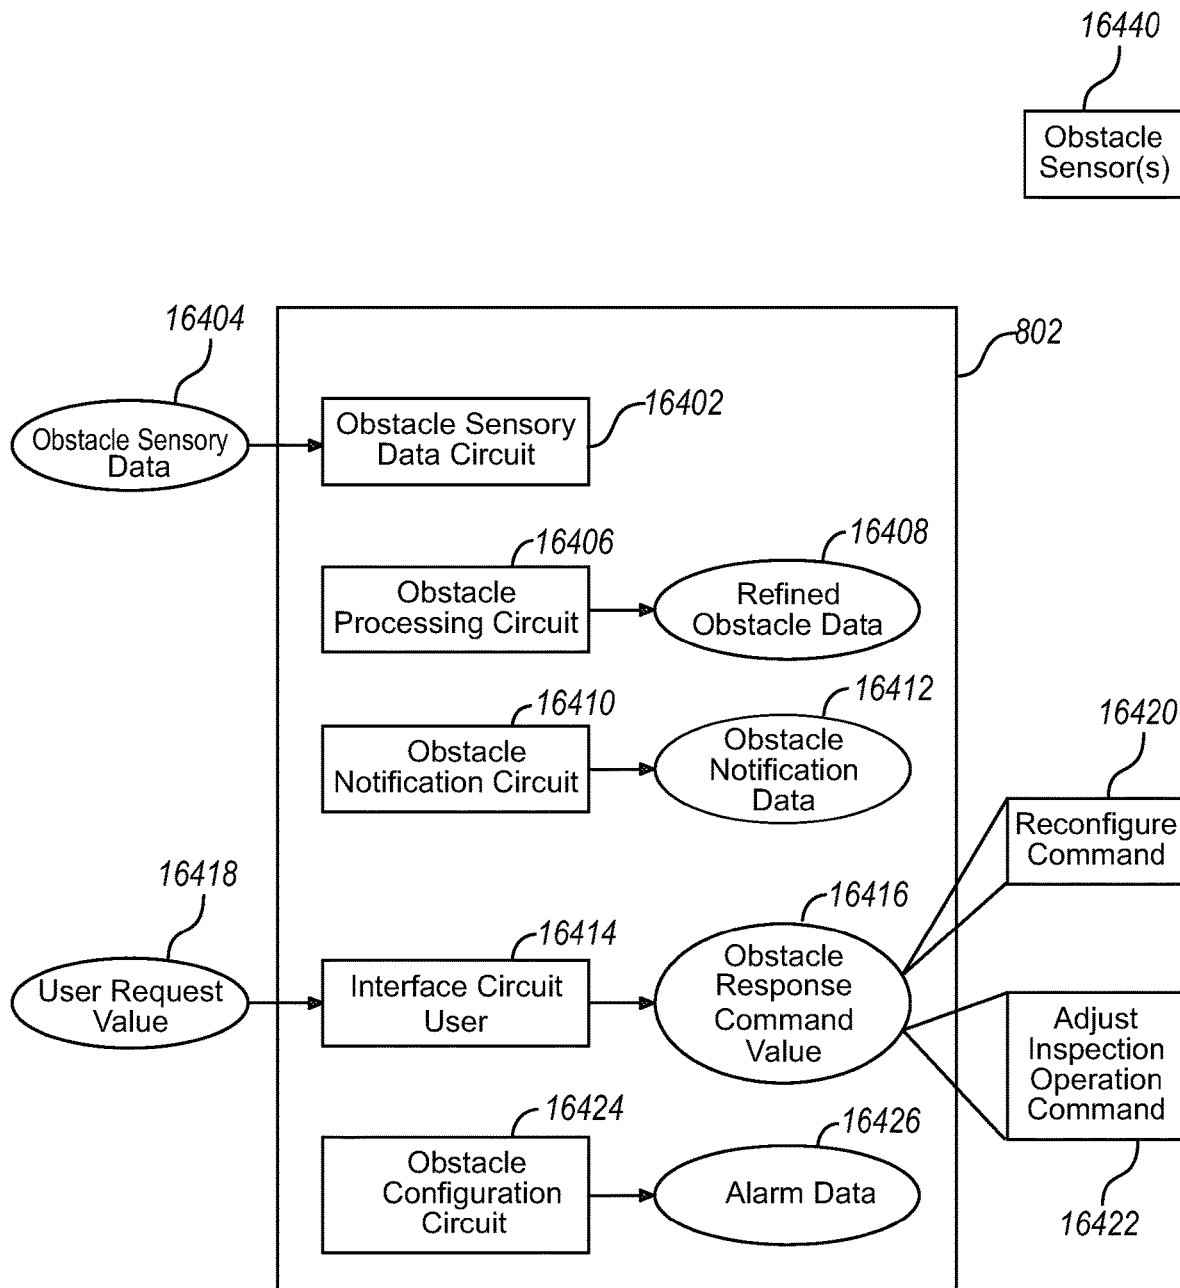 16440
Obstacle
Sensor(s)
16404
802
Obstacle Sensory
Data
Obstacle Sensory
Data Circuit
16402
16406
Obstacle
Processing Circuit
16408
Refined
Obstacle Data
16410
Obstacle
Notification Circuit
16412
Obstacle
Notification
Data
16420
Reconfigure
Command
16418
User Request
Value
16414
Interface Circuit
User
16416
Obstacle
Response
Command
Value
Adjust
Inspection
Operation
Command
16422
16424
Obstacle
Configuration
Circuit
16426
Alarm Data